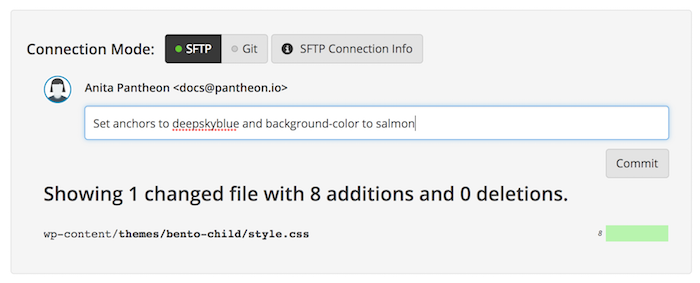 Connection Mode: SFTP Git SFTP Connection Info
Anita Pantheon <docs@pantheon.io>
Set anchors to deepskyblue and background-color to salmon
Commit
Showing 1 changed file with 8 additions and 0 deletions.
wp-content/themes/bento-child/style.css 8